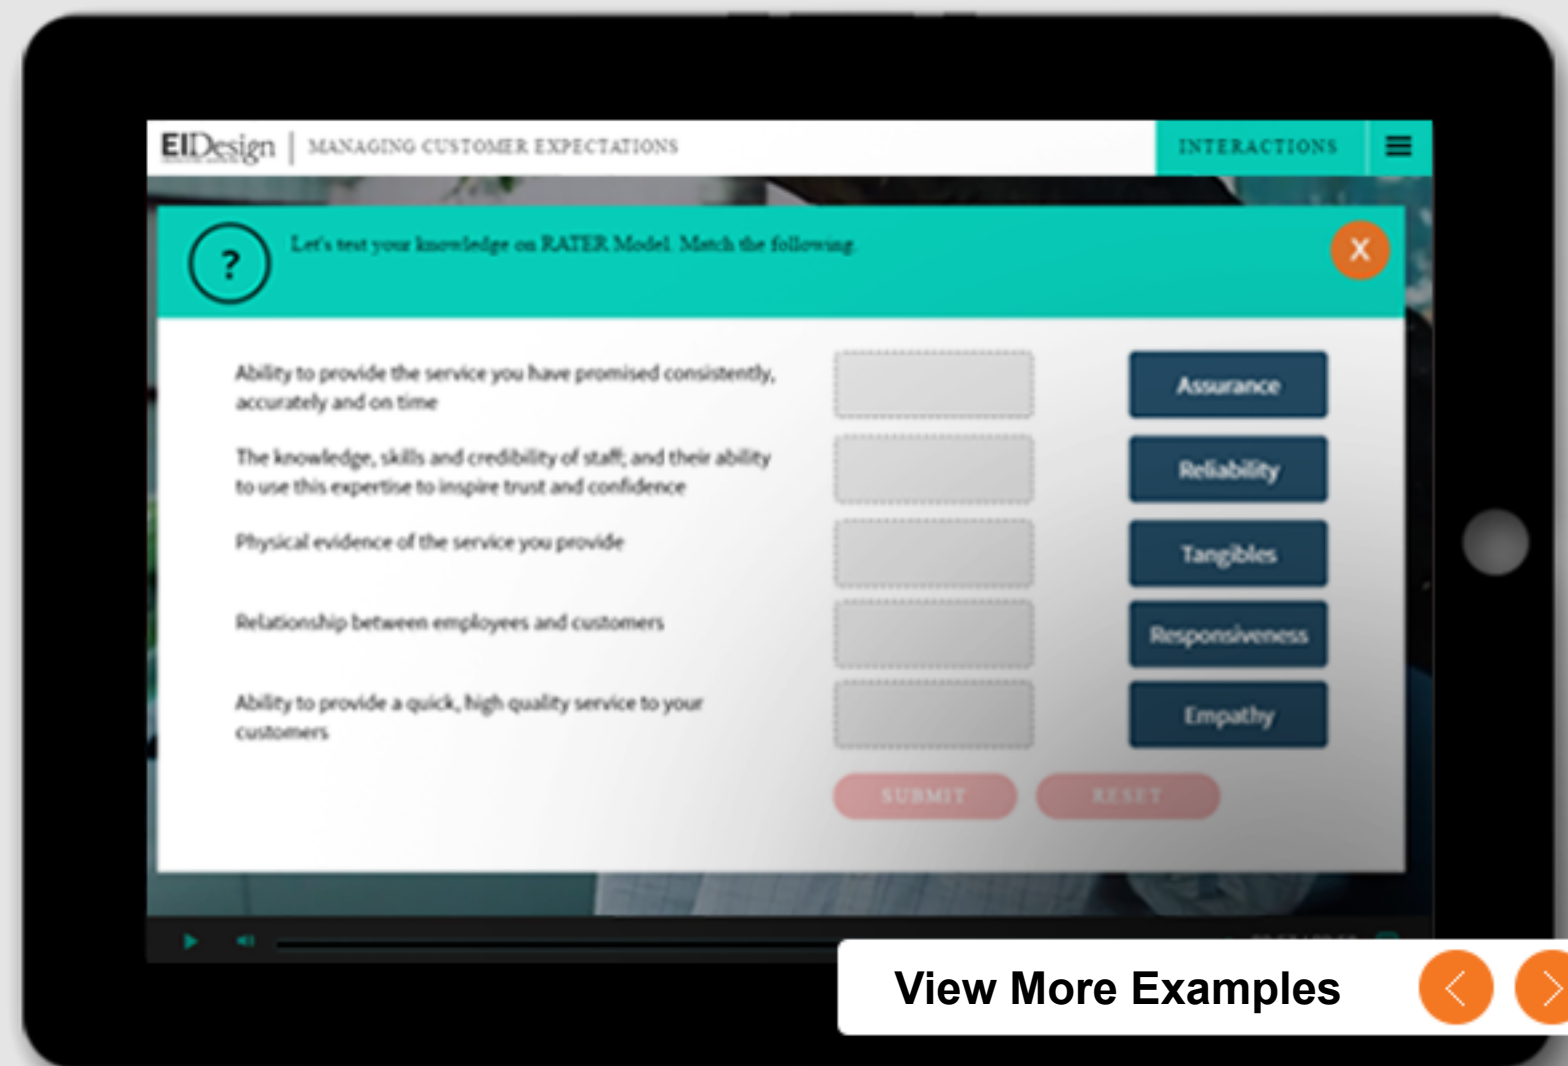 EIDesign | MANAGING CUSTOMER EXPECTATIONS
INTERACTIONS
?
Let's test your knowledge on RATER Model. Match the following.
X
Ability to provide the service you have promised consistently,
accurately and on time
Assurance
The knowledge, skills and credibility of staff; and their ability
to use this expertise to inspire trust and confidence
Reliability
Physical evidence of the service you provide
Tangibles
Relationship between employees and customers
Responsiveness
Ability to provide a quick, high quality service to your
customers
Empathy
SUBMIT
RESET
View More Examples